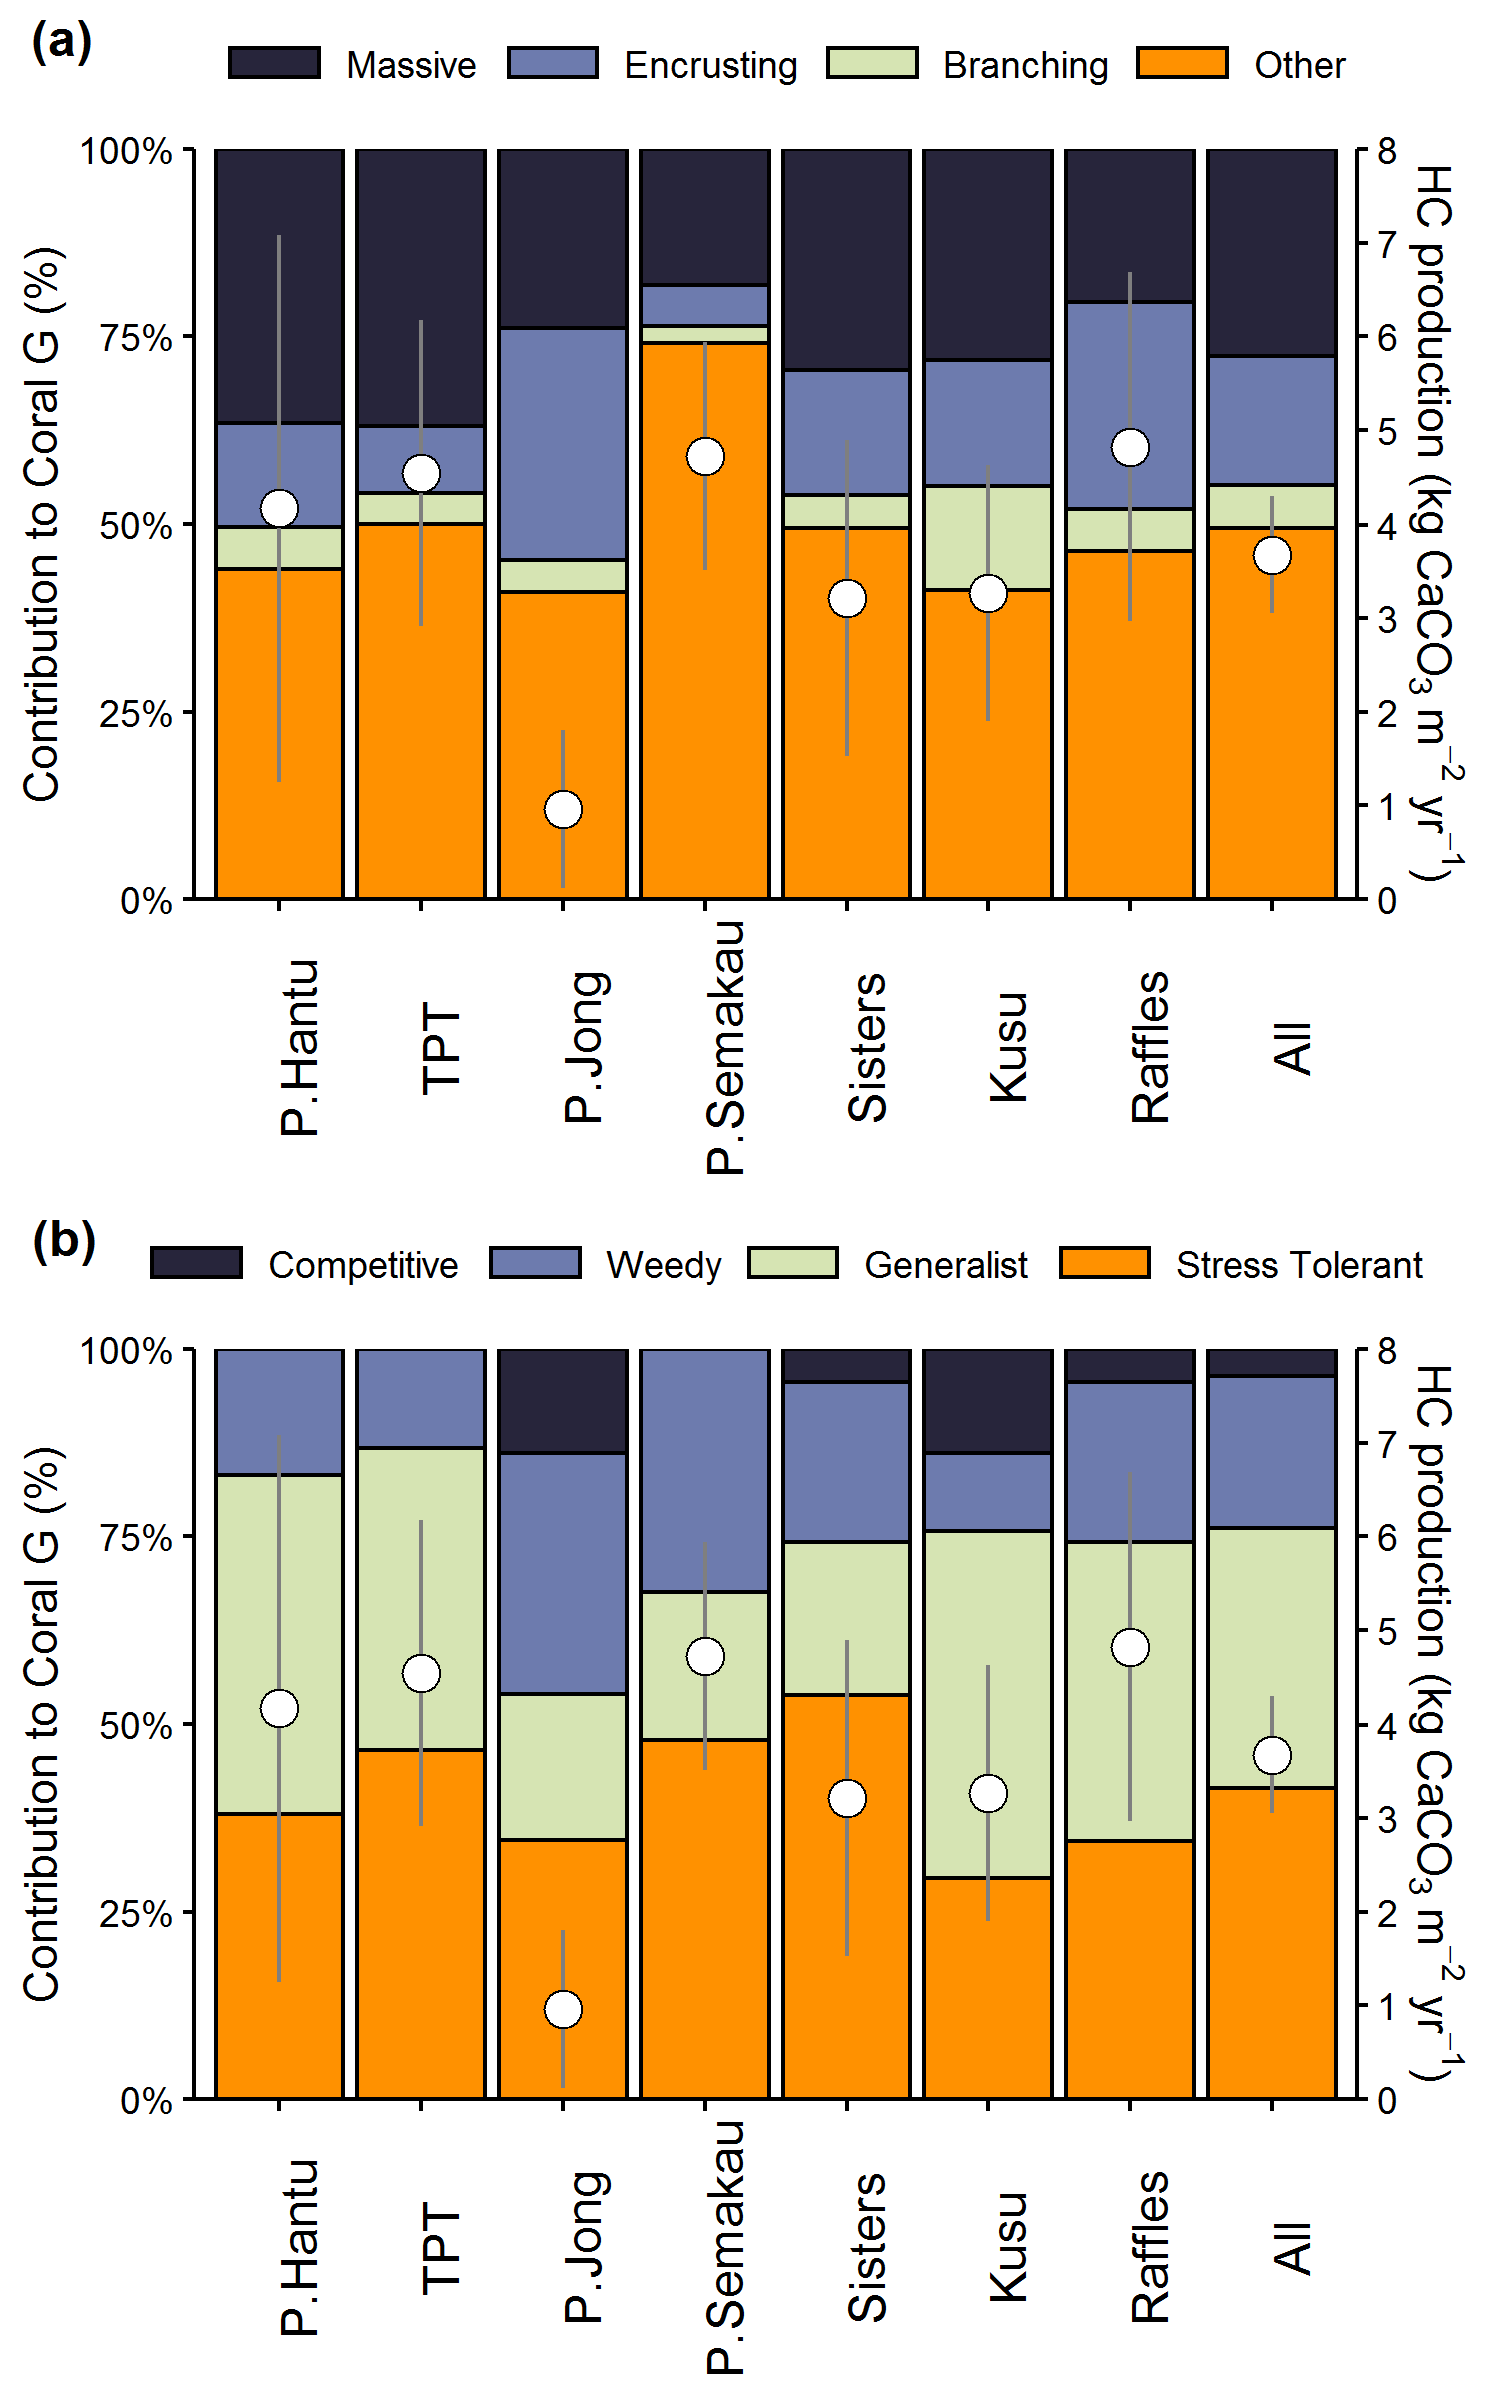 (a)
Massive Encrusting Branching Other
Contribution to Coral G (%)
100%
75%
50%
25%
0%
8
7
6
5
4
3
2
1
0
HC production (kg CaCO₃ m⁻² yr⁻¹)
P.Hantu
TPT
P.Jong
P.Semakau
Sisters
Kusu
Raffles
All
(b)
Competitive Weedy Generalist Stress Tolerant
Contribution to Coral G (%)
100%
75%
50%
25%
0%
8
7
6
5
4
3
2
1
0
HC production (kg CaCO₃ m⁻² yr⁻¹)
P.Hantu
TPT
P.Jong
P.Semakau
Sisters
Kusu
Raffles
All